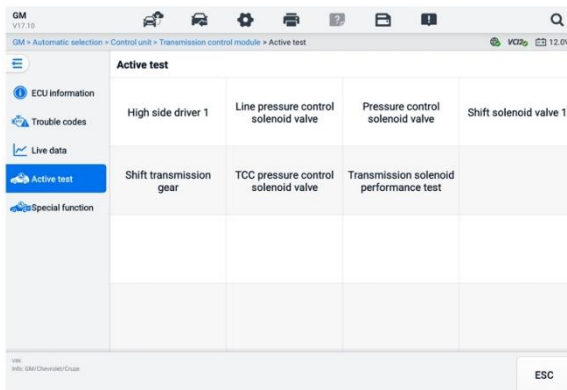 GM
V17.10
GM > Automatic selection > Control unit > Transmission control module > Active test
VCI2
12.0V
Active test
ECU information
Trouble codes
Live data
Active test
Special function
High side driver 1
Line pressure control
solenoid valve
Pressure control
solenoid valve
Shift solenoid valve 1
Shift transmission
gear
TCC pressure control
solenoid valve
Transmission solenoid
performance test
VIN:
Info: GM/Chevrolet/Cruze
ESC